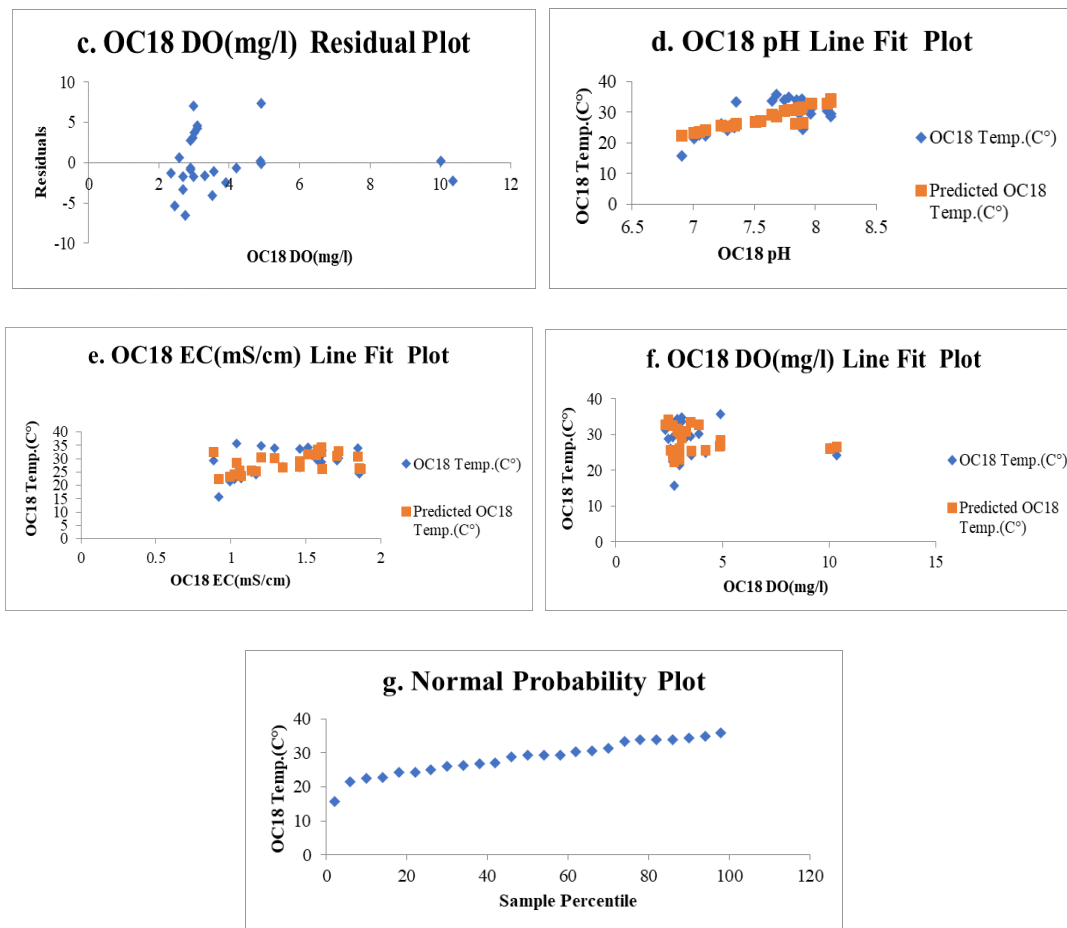 c. OC18 DO(mg/l) Residual Plot
10
5
0
-5
-10
0
2
4
6
8
10
12
Residuals
OC18 DO(mg/l)
d. OC18 pH Line Fit Plot
40
30
20
10
0
6.5
7
7.5
8
8.5
OC18 Temp.(C°)
OC18 pH
OC18 Temp.(C°)
Predicted OC18
Temp.(C°)
e. OC18 EC(mS/cm) Line Fit Plot
40
35
30
25
20
15
10
5
0
0
0.5
1
1.5
2
OC18 Temp.(C°)
OC18 EC(mS/cm)
OC18 Temp.(C°)
Predicted OC18
Temp.(C°)
f. OC18 DO(mg/l) Line Fit Plot
40
30
20
10
0
0
5
10
15
OC18 Temp.(C°)
OC18 DO(mg/l)
OC18 Temp.(C°)
Predicted OC18
Temp.(C°)
g. Normal Probability Plot
40
30
20
10
0
0
20
40
60
80
100
120
OC18 Temp.(C°)
Sample Percentile